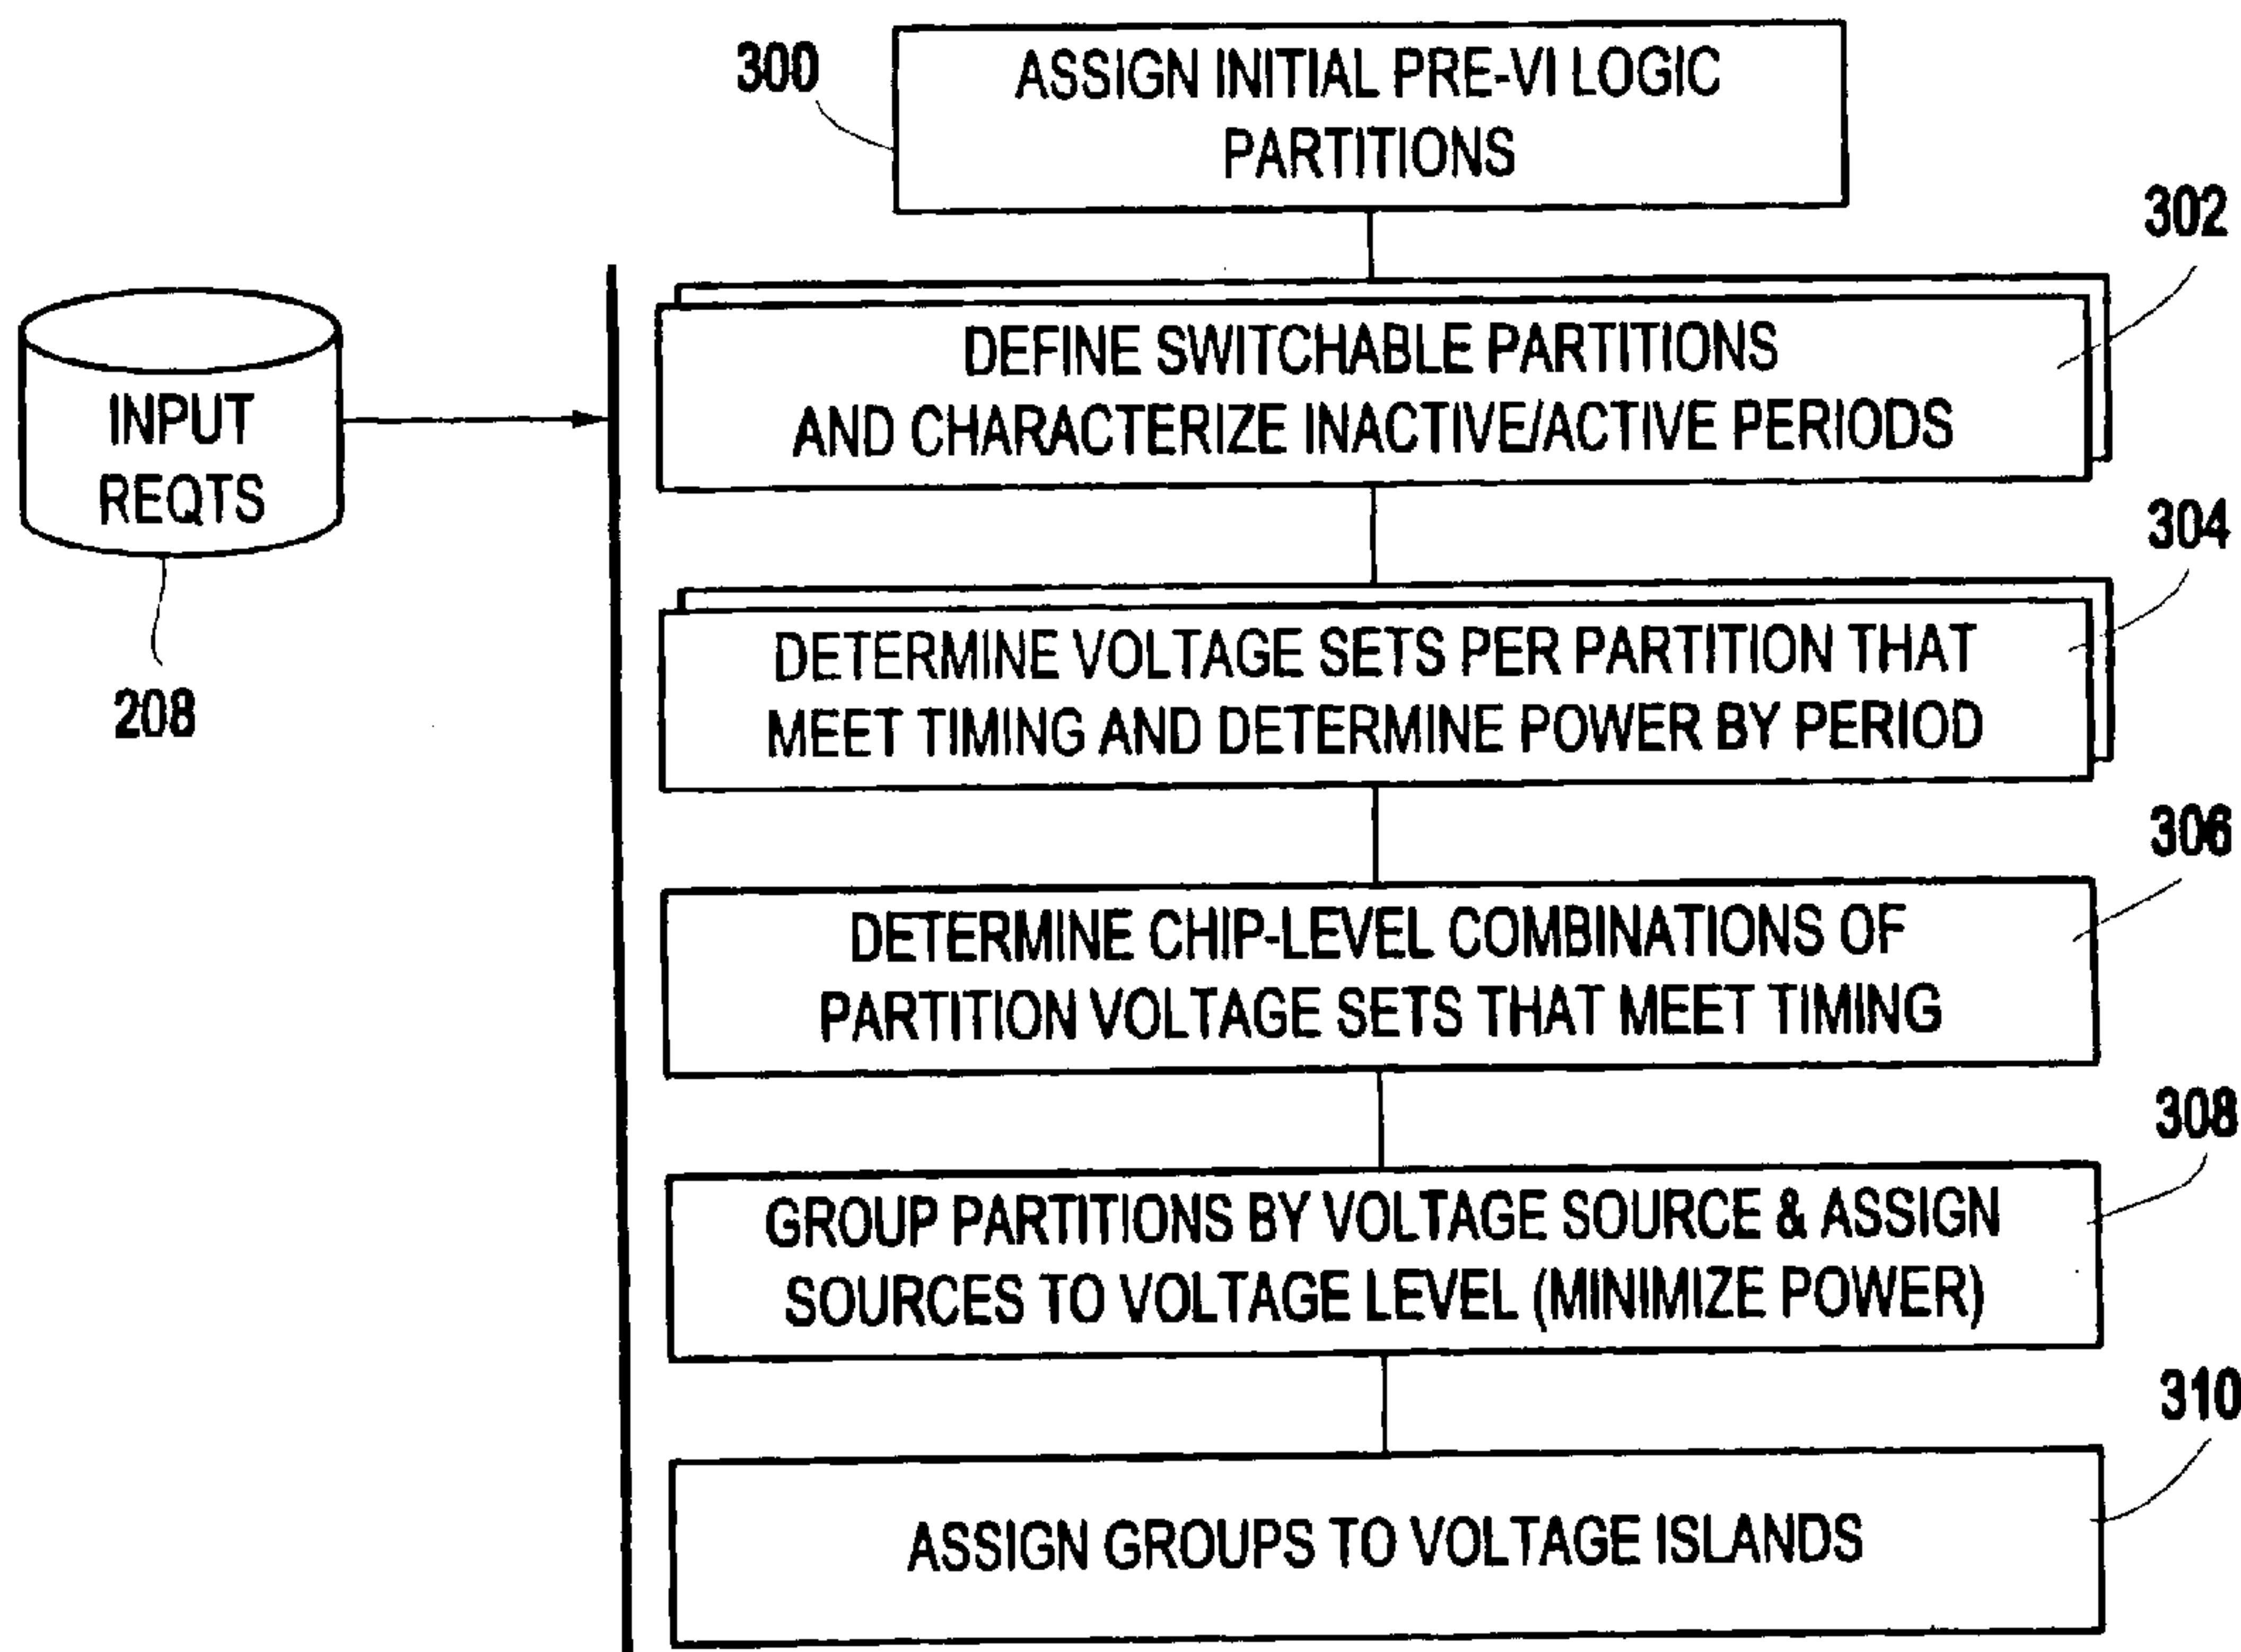 300
ASSIGN INITIAL PRE-VI LOGIC
PARTITIONS
302
DEFINE SWITCHABLE PARTITIONS
AND CHARACTERIZE INACTIVE/ACTIVE PERIODS
INPUT
REQTS
208
304
DETERMINE VOLTAGE SETS PER PARTITION THAT
MEET TIMING AND DETERMINE POWER BY PERIOD
306
DETERMINE CHIP-LEVEL COMBINATIONS OF
PARTITION VOLTAGE SETS THAT MEET TIMING
308
GROUP PARTITIONS BY VOLTAGE SOURCE & ASSIGN
SOURCES TO VOLTAGE LEVEL (MINIMIZE POWER)
310
ASSIGN GROUPS TO VOLTAGE ISLANDS